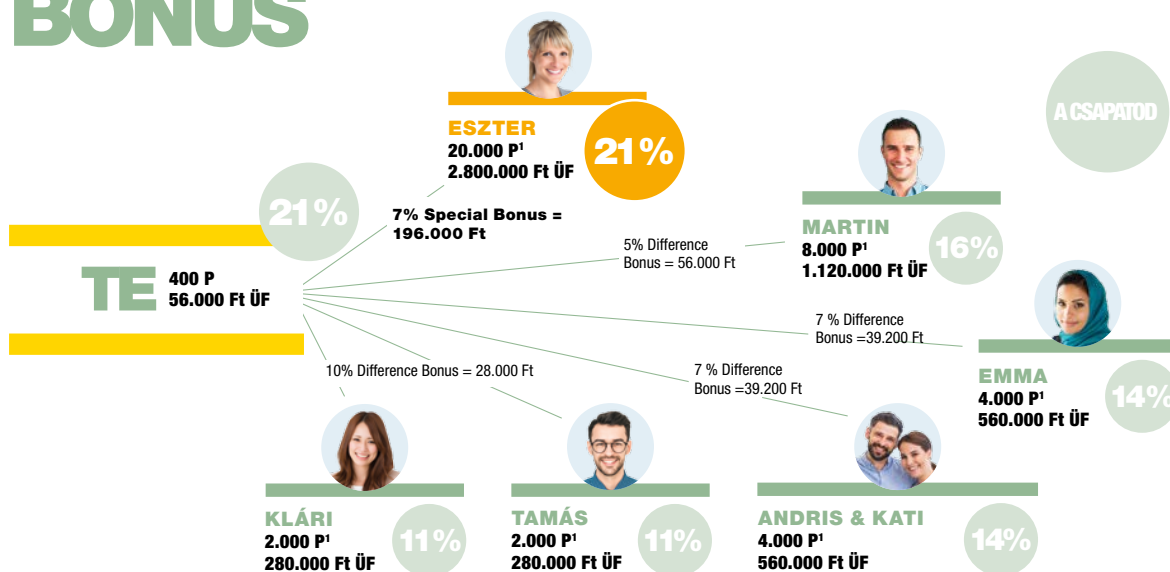 BONUS
A CSAPATOD
ESZTER
20.000 P¹
2.800.000 Ft ÜF
21%
21%
7% Special Bonus =
196.000 Ft
TE
400 P
56.000 Ft ÜF
5% Difference
Bonus = 56.000 Ft
MARTIN
8.000 P¹
1.120.000 Ft ÜF
16%
7 % Difference
Bonus =39.200 Ft
EMMA
4.000 P¹
560.000 Ft ÜF
14%
10% Difference Bonus = 28.000 Ft
7 % Difference
Bonus =39.200 Ft
KLÁRI
2.000 P¹
280.000 Ft ÜF
11%
TAMÁS
2.000 P¹
280.000 Ft ÜF
11%
ANDRIS & KATI
4.000 P¹
560.000 Ft ÜF
14%